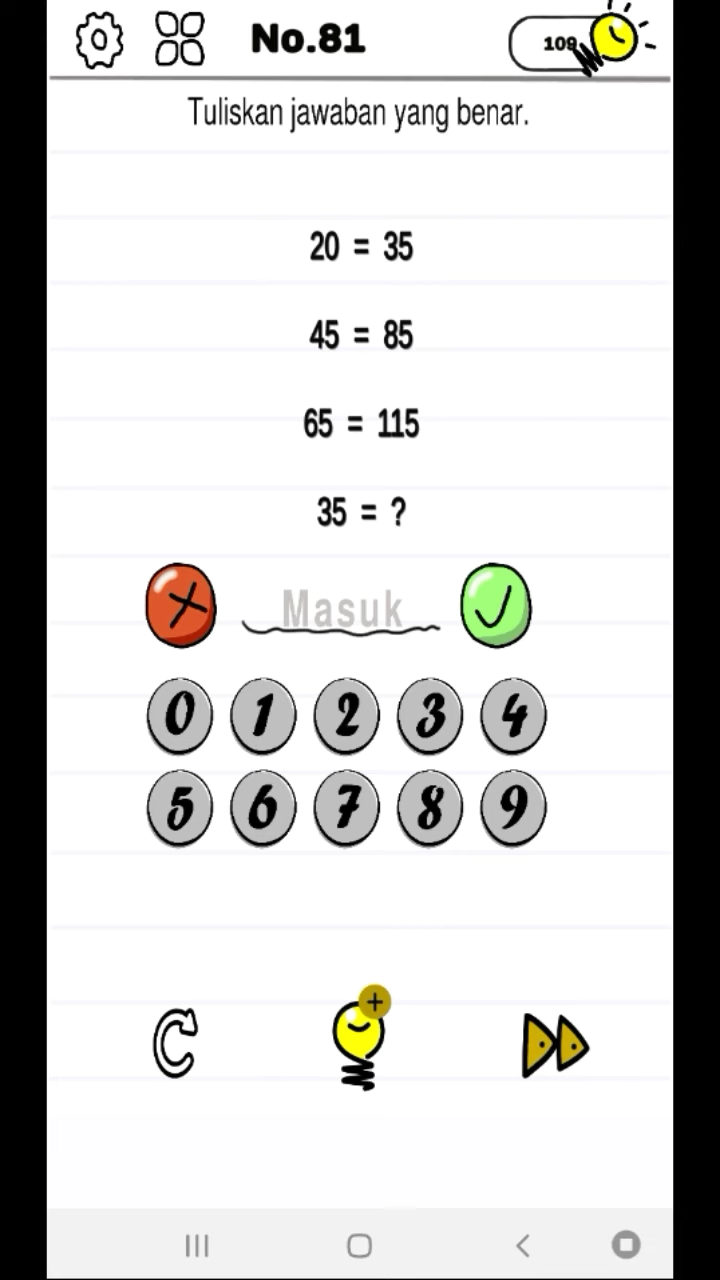 No.81
109
Tuliskan jawaban yang benar.
20 = 35
45 = 85
65 = 115
35 = ?
Masuk
0 1 2 3 4
5 6 7 8 9